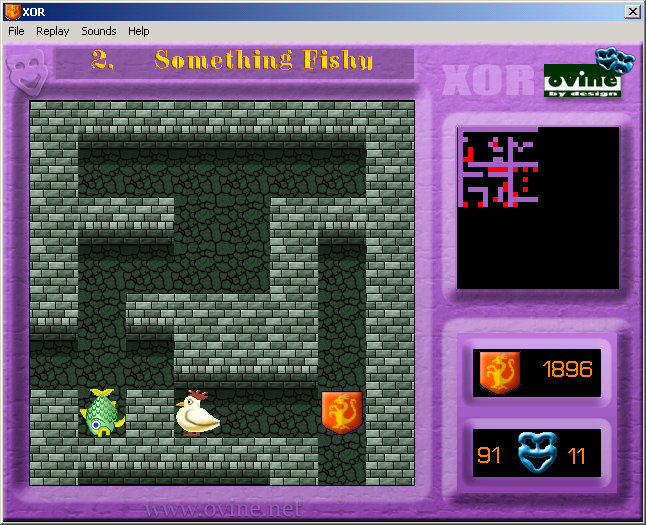 XOR
File Replay Sounds Help
2. Something Fishy
XOR
ovine
by design
1896
91 11
www.ovine.net